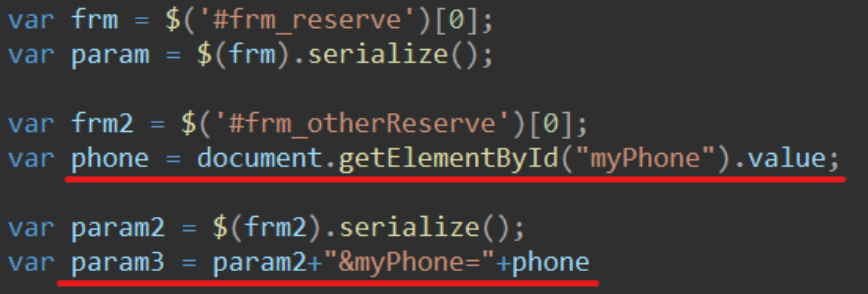 var frm = $('#frm_reserve')[0];
var param = $(frm).serialize();
var frm2 = $('#frm_otherReserve')[0];
var phone = document.getElementById("myPhone").value;
var param2 = $(frm2).serialize();
var param3 = param2+"&myPhone="+phone